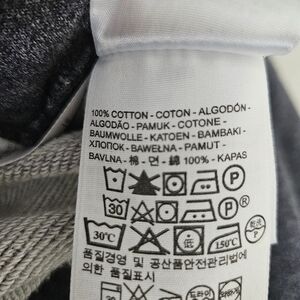 100% COTTON - COTON - ALGODÓN -
ALGODÃO - PAMUK - COTONE -
BAUMWOLLE - KATOEN - BAMBAKI -
ХЛОПОК - BAWEŁNA - PAMUT -
BAVLNA - 棉 - 면 - 綿 100% - KAPAS
P
30 P
30°C 低 150℃
품질경영 및 공산품안전관리법에
의한 품질표시